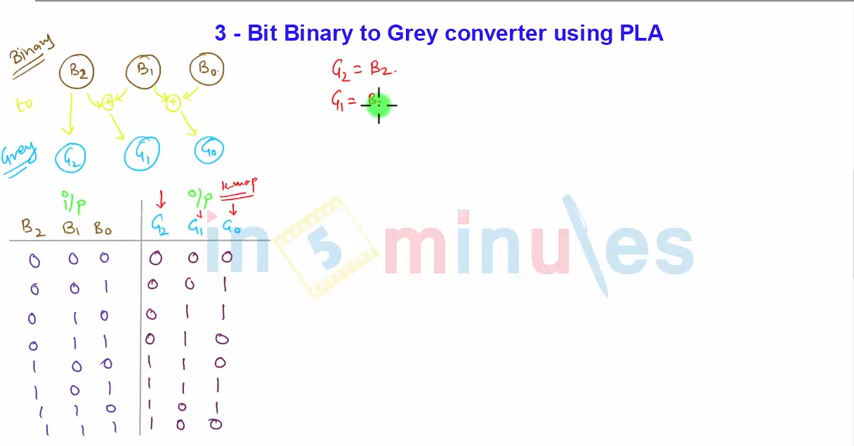 3 - Bit Binary to Grey converter using PLA
Binary
B2 B1 B0.
to
+ +
Grey
G2 G1 G0
G2 = B2.
G1 = B
i/p o/p k-map
B2 B1 B0 G2 G1 G0
0 0 0 0 0 0
0 0 1 0 0 1
0 1 0 0 1 1
0 1 1 0 1 0
1 0 0 1 1 0
1 0 1 1 1 1
1 1 0 1 0 1
1 1 1 1 0 0
in 5 minutes